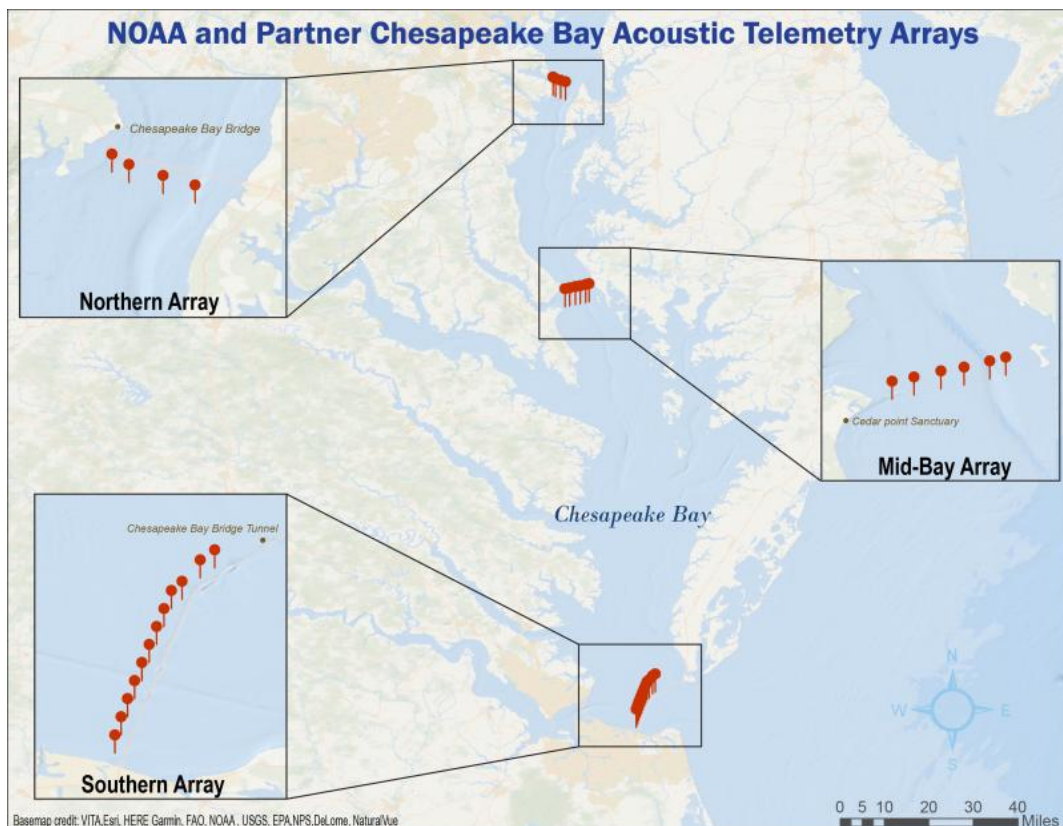 NOAA and Partner Chesapeake Bay Acoustic Telemetry Arrays
Chesapeake Bay Bridge
Northern Array
Cedar point Sanctuary
Mid-Bay Array
Chesapeake Bay
Chesapeake Bay Bridge Tunnel
Southern Array
N
W E
S
0 5 10 20 30 40
Miles
Basemap credit: VITA,Esri, HERE Garmin, FAO, NOAA , USGS, EPA,NPS,DeLorme, NaturalVue